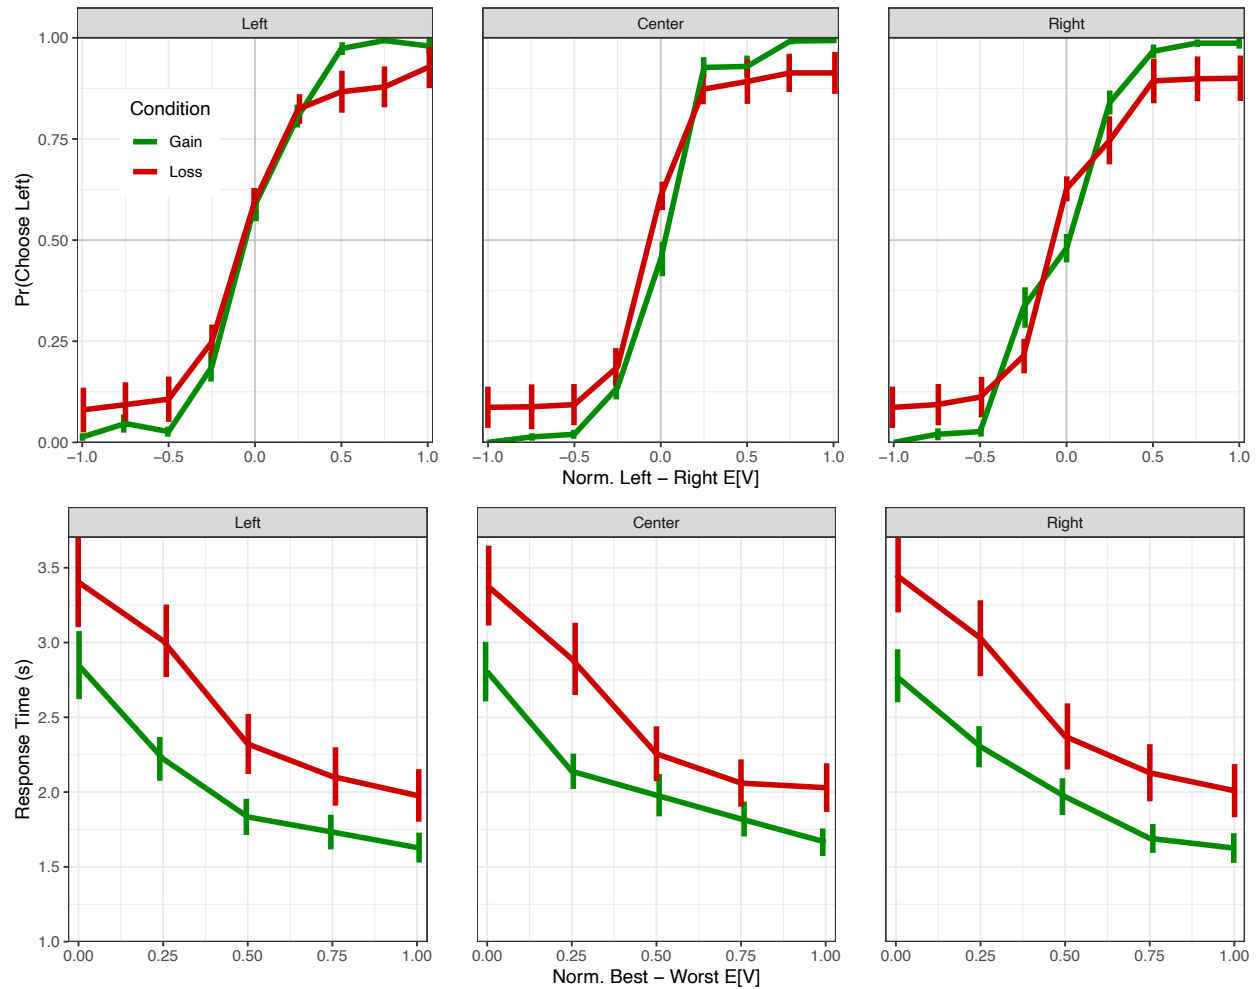 Left Center Right
1.00
0.75
0.50
0.25
0.00
Pr(Choose Left)
Condition
Gain
Loss
−1.0 −0.5 0.0 0.5 1.0 −1.0 −0.5 0.0 0.5 1.0 −1.0 −0.5 0.0 0.5 1.0
Norm. Left − Right E[V]
Left Center Right
3.5
3.0
2.5
2.0
1.5
1.0
Response Time (s)
0.00 0.25 0.50 0.75 1.00 0.00 0.25 0.50 0.75 1.00 0.00 0.25 0.50 0.75 1.00
Norm. Best − Worst E[V]